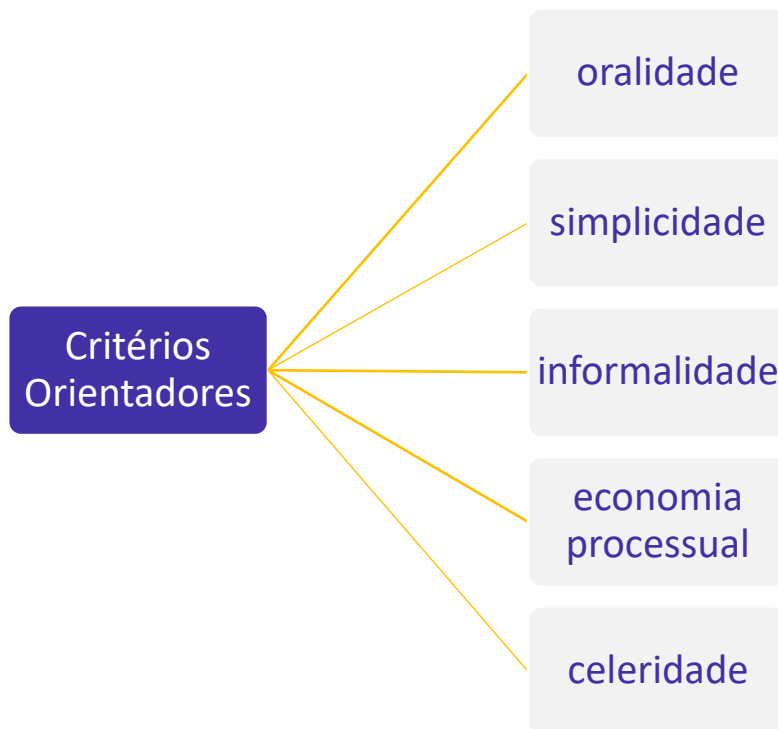 oralidade
simplicidade
Critérios
Orientadores
informalidade
economia
processual
celeridade